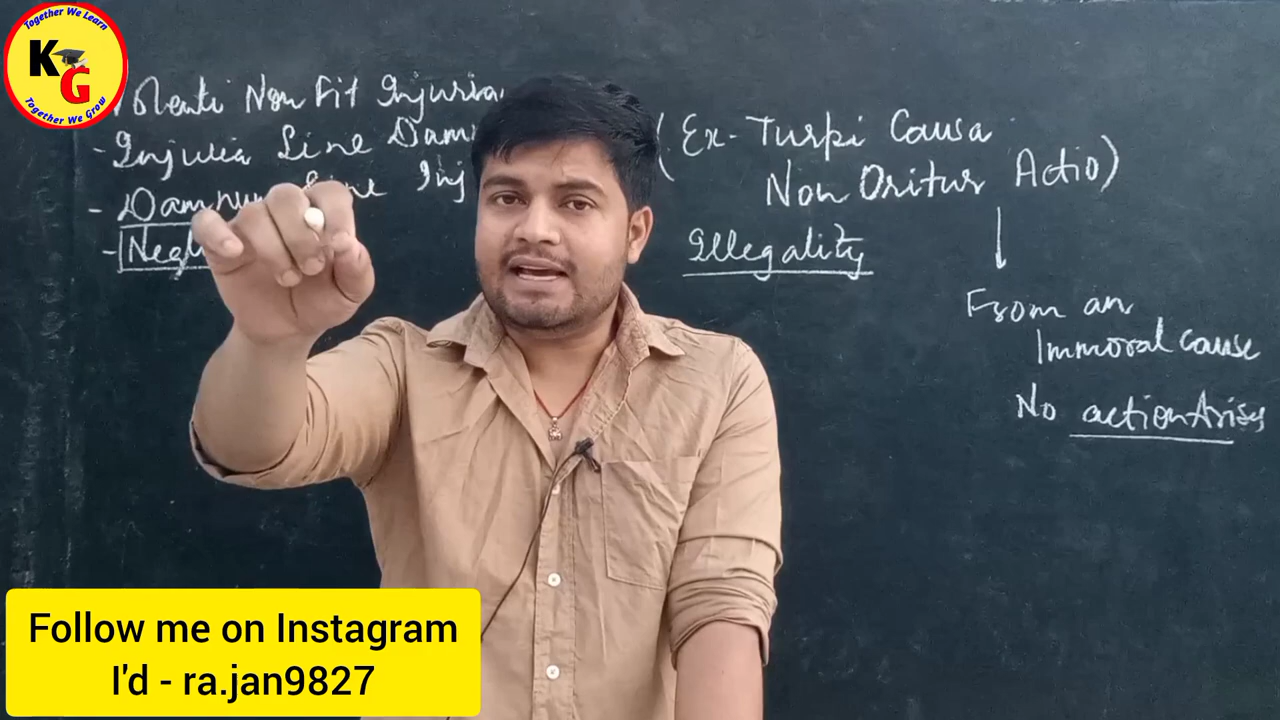 Together We Learn
KG
Together We Grow
Volenti Non Fit Injuria
- Injuria Sine Dam
- Damnum Sine Inj
- Negl
(Ex-Turpi Causa
Non Oritur Actio)
Illegality
From an
Immoral cause
No action Arises
Follow me on Instagram
I'd - ra.jan9827